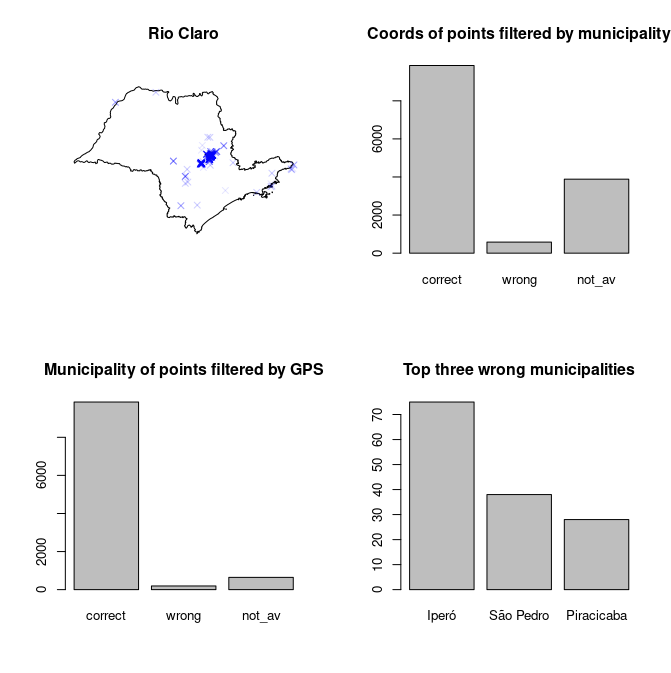 Rio Claro
Coords of points filtered by municipality
6000
2000
0
correct wrong not_av
Municipality of points filtered by GPS
6000
2000
0
correct wrong not_av
Top three wrong municipalities
70
60
50
40
30
20
10
0
Iperó São Pedro Piracicaba